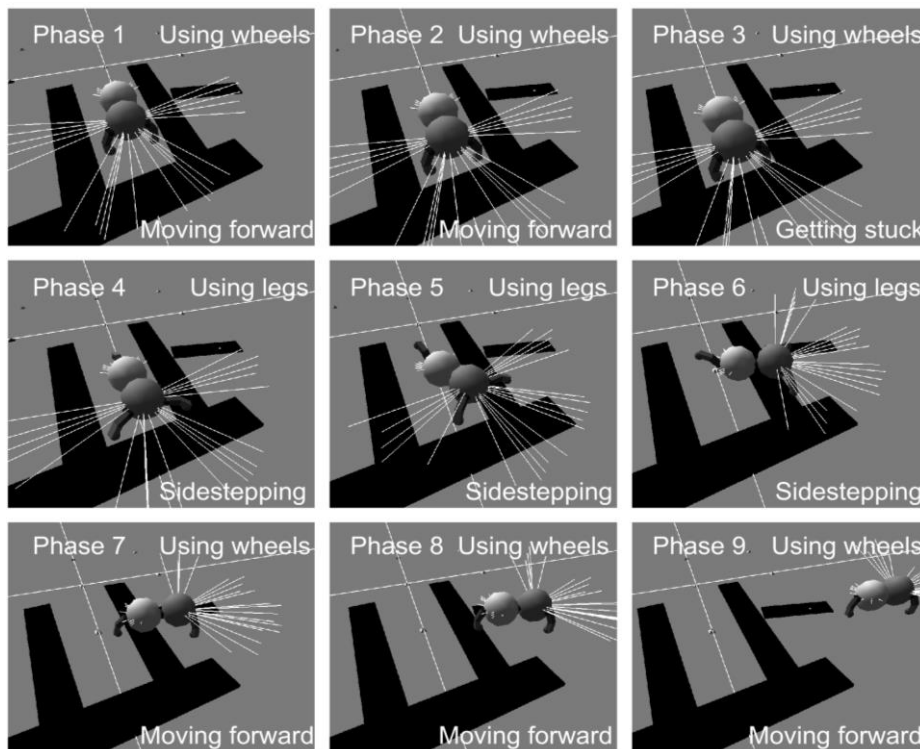 Phase 1 Using wheels
Moving forward
Phase 2 Using wheels
Moving forward
Phase 3 Using wheels
Getting stuck
Phase 4 Using legs
Sidestepping
Phase 5 Using legs
Sidestepping
Phase 6 Using legs
Sidestepping
Phase 7 Using wheels
Moving forward
Phase 8 Using wheels
Moving forward
Phase 9 Using wheels
Moving forward